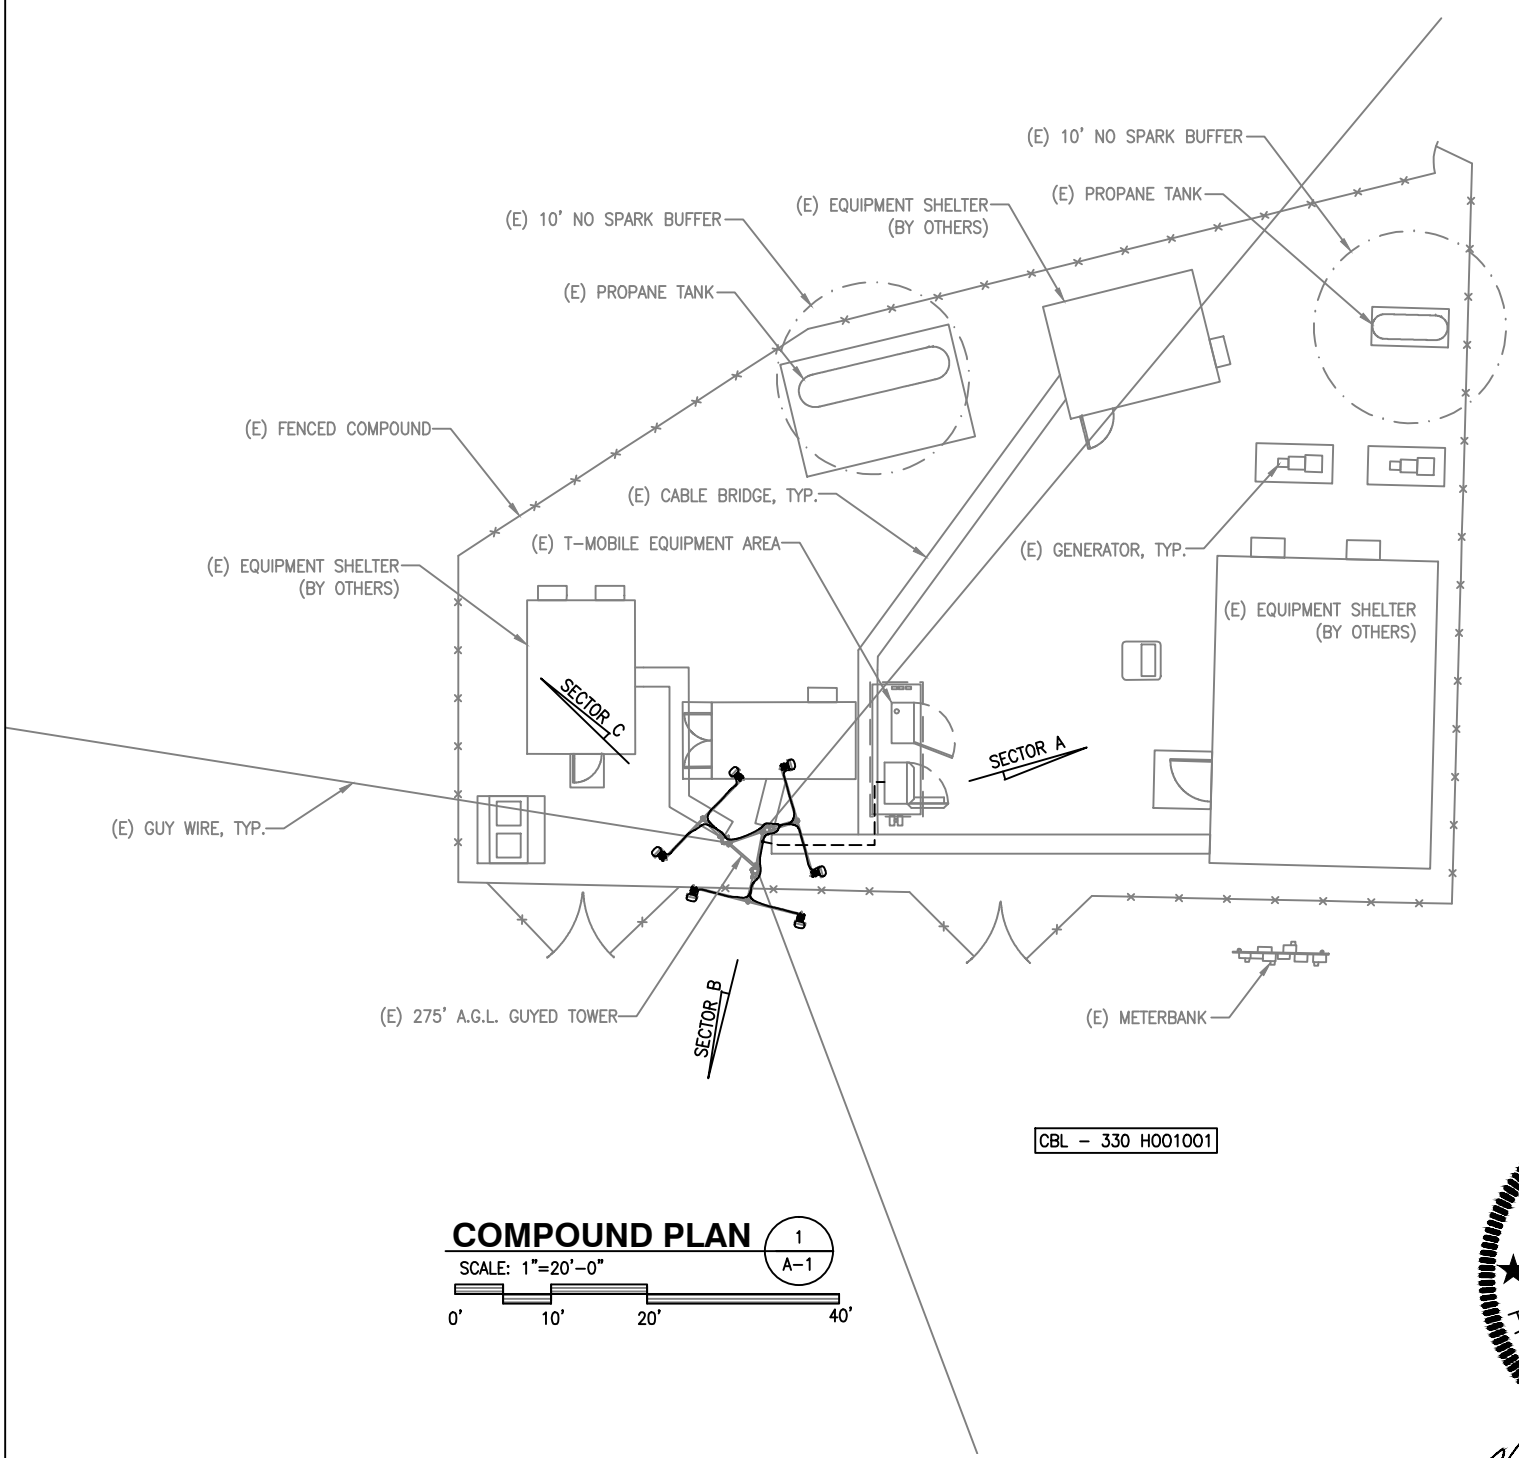 (E) 10' NO SPARK BUFFER
(E) PROPANE TANK
(E) EQUIPMENT SHELTER
(BY OTHERS)
(E) 10' NO SPARK BUFFER
(E) PROPANE TANK
(E) FENCED COMPOUND
(E) CABLE BRIDGE, TYP.
(E) T-MOBILE EQUIPMENT AREA
(E) GENERATOR, TYP.
(E) EQUIPMENT SHELTER
(BY OTHERS)
(E) EQUIPMENT SHELTER
(BY OTHERS)
SECTOR C
SECTOR A
(E) GUY WIRE, TYP.
(E) 275' A.G.L. GUYED TOWER
SECTOR B
(E) METERBANK
CBL - 330 H001001
COMPOUND PLAN
1
A-1
SCALE: 1"=20'-0"
0' 10' 20' 40'